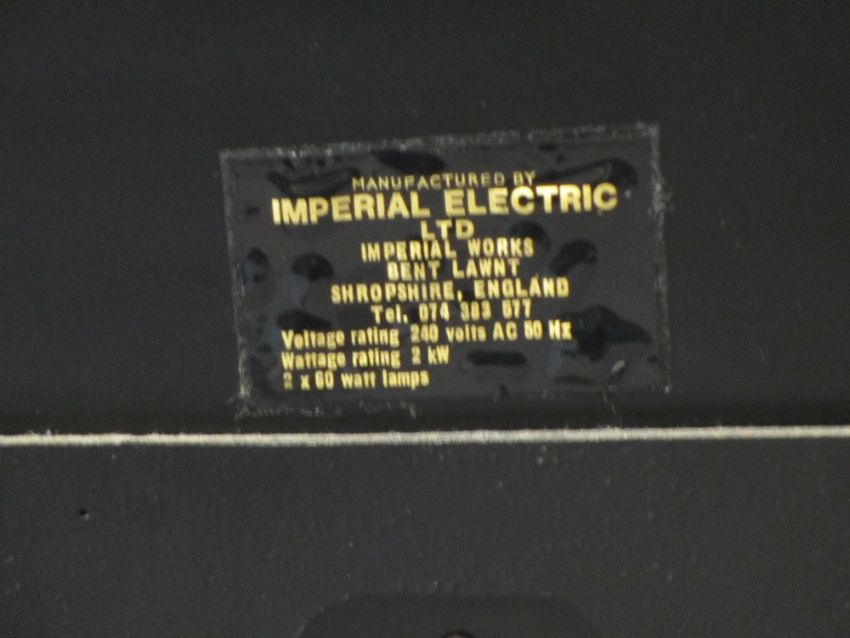 MANUFACTURED BY
IMPERIAL ELECTRIC
LTD
IMPERIAL WORKS
BENT LAWNT
SHROPSHIRE, ENGLAND
Tel. 074 383 677
Voltage rating 240 volts AC 50 Hz
Wattage rating 2 kW
2 x 60 watt lamps